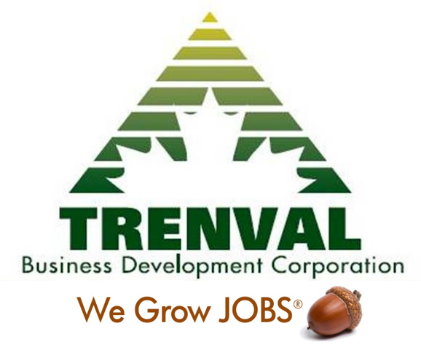 TRENVAL
Business Development Corporation
We Grow JOBS®